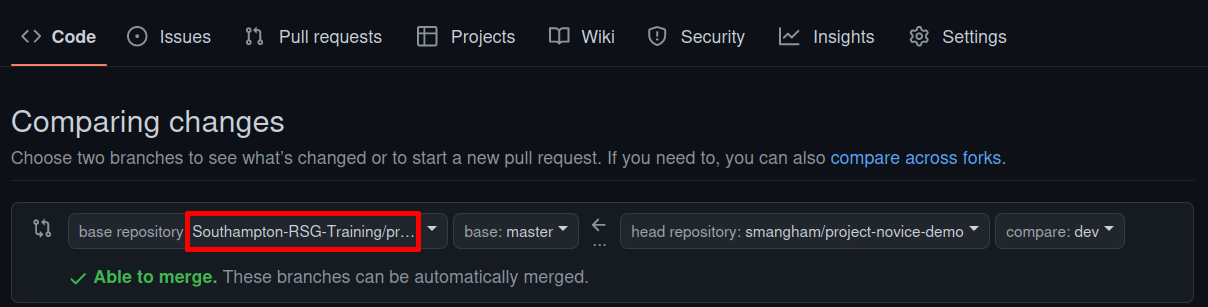 Code Issues Pull requests Projects Wiki Security Insights Settings
Comparing changes
Choose two branches to see what's changed or to start a new pull request. If you need to, you can also compare across forks.
base repository Southampton-RSG-Training/pr... base: master ← ... head repository: smangham/project-novice-demo compare: dev
✓ Able to merge. These branches can be automatically merged.